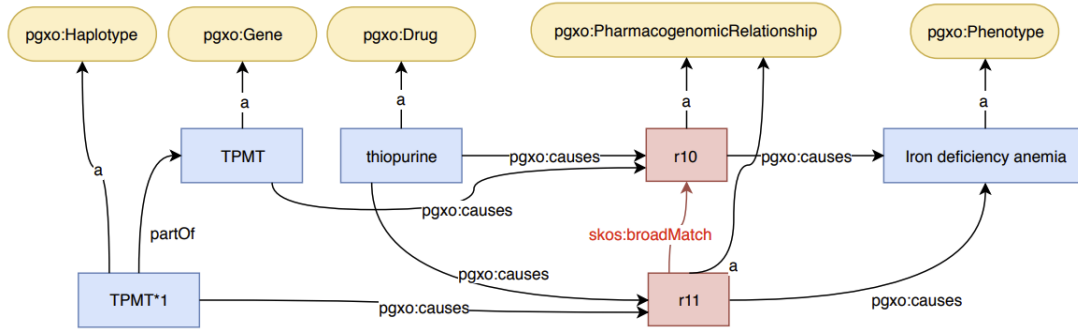 pgxo:Haplotype
pgxo:Gene
pgxo:Drug
pgxo:PharmacogenomicRelationship
pgxo:Phenotype
a
a
a
a
a
TPMT
thiopurine
pgxo:causes
r10
pgxo:causes
Iron deficiency anemia
pgxo:causes
partOf
skos:broadMatch
pgxo:causes
a
TPMT*1
pgxo:causes
r11
pgxo:causes